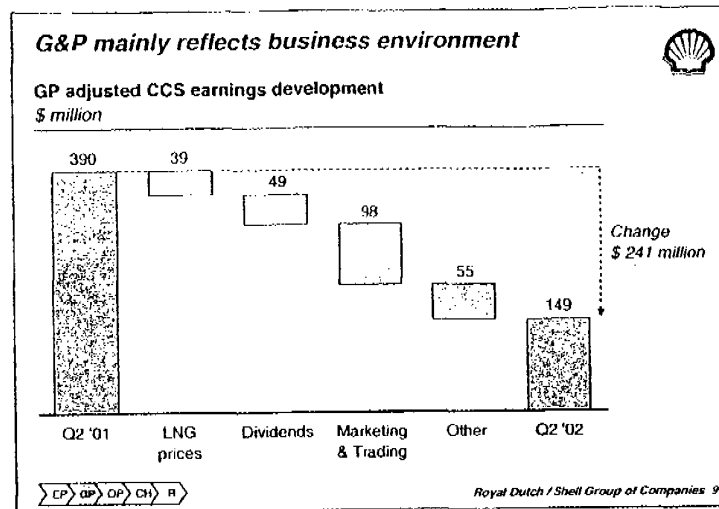 G&P mainly reflects business environment
GP adjusted CCS earnings development
$ million
390
39
49
98
55
149
Change
$ 241 million
Q2 '01
LNG
prices
Dividends
Marketing
& Trading
Other
Q2 '02
EP GP OP CH R
Royal Dutch / Shell Group of Companies 9